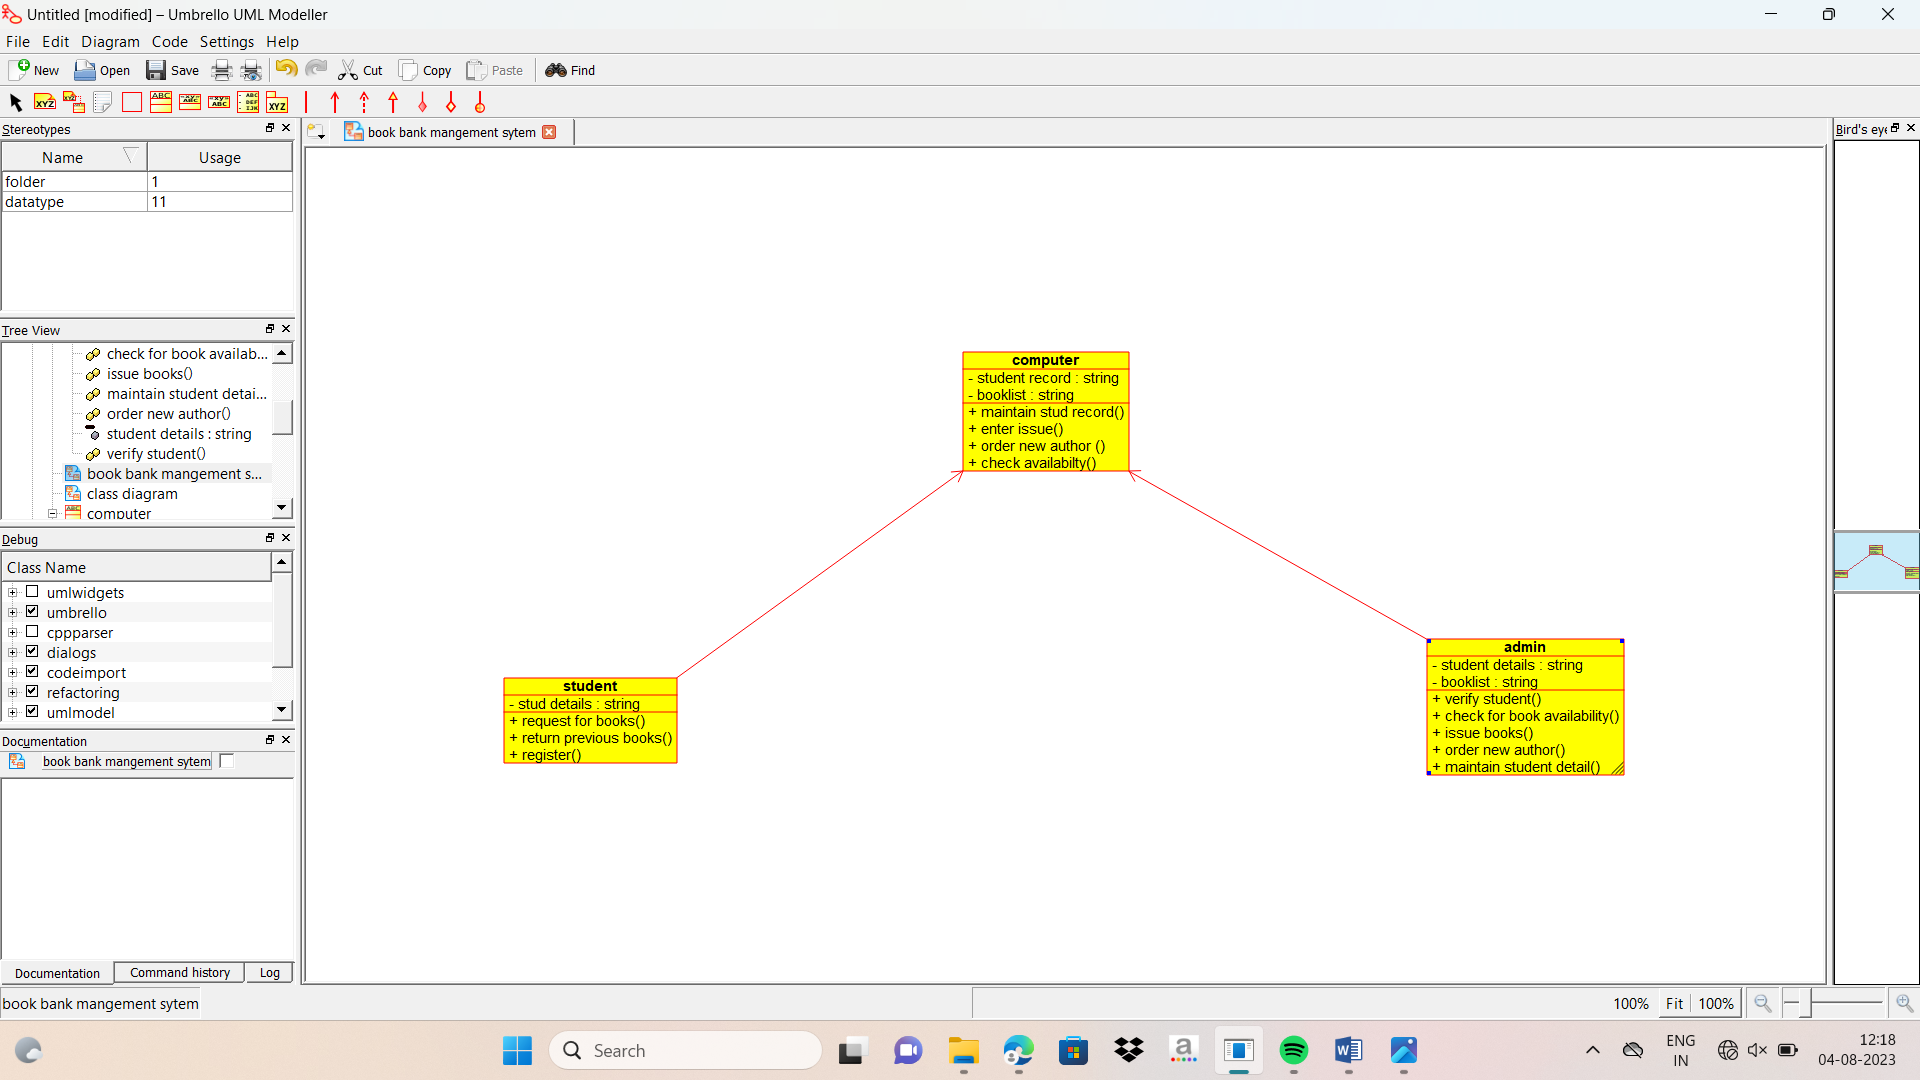 Untitled [modified] – Umbrello UML Modeller
File Edit Diagram Code Settings Help
New Open Save Cut Copy Paste Find
Stereotypes
Name Usage
folder 1
datatype 11
Tree View
check for book availab...
issue books()
maintain student detai...
order new author()
student details : string
verify student()
book bank mangement s...
class diagram
computer
Debug
Class Name
umlwidgets
umbrello
cppparser
dialogs
codeimport
refactoring
umlmodel
Documentation
book bank mangement sytem
Documentation Command history Log
book bank mangement sytem
book bank mangement sytem
computer
- student record : string
- booklist : string
+ maintain stud record()
+ enter issue()
+ order new author ()
+ check availabilty()
student
- stud details : string
+ request for books()
+ return previous books()
+ register()
admin
- student details : string
- booklist : string
+ verify student()
+ check for book availability()
+ issue books()
+ order new author()
+ maintain student detail()
Bird's eye
100% Fit 100%
Search
ENG
IN
12:18
04-08-2023